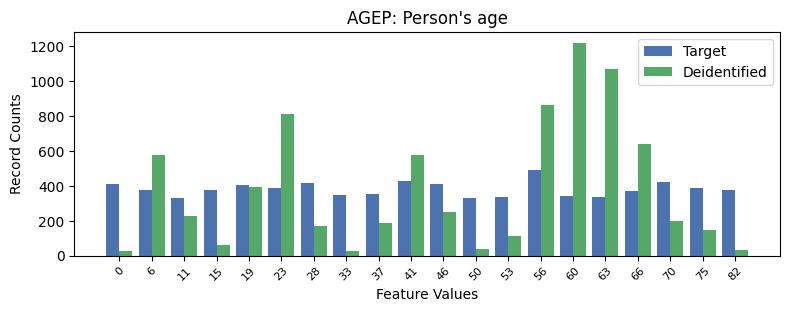 AGEP: Person's age
Target
Deidentified
Record Counts
1200
1000
800
600
400
200
0
0 6 11 15 19 23 28 33 37 41 46 50 53 56 60 63 66 70 75 82
Feature Values